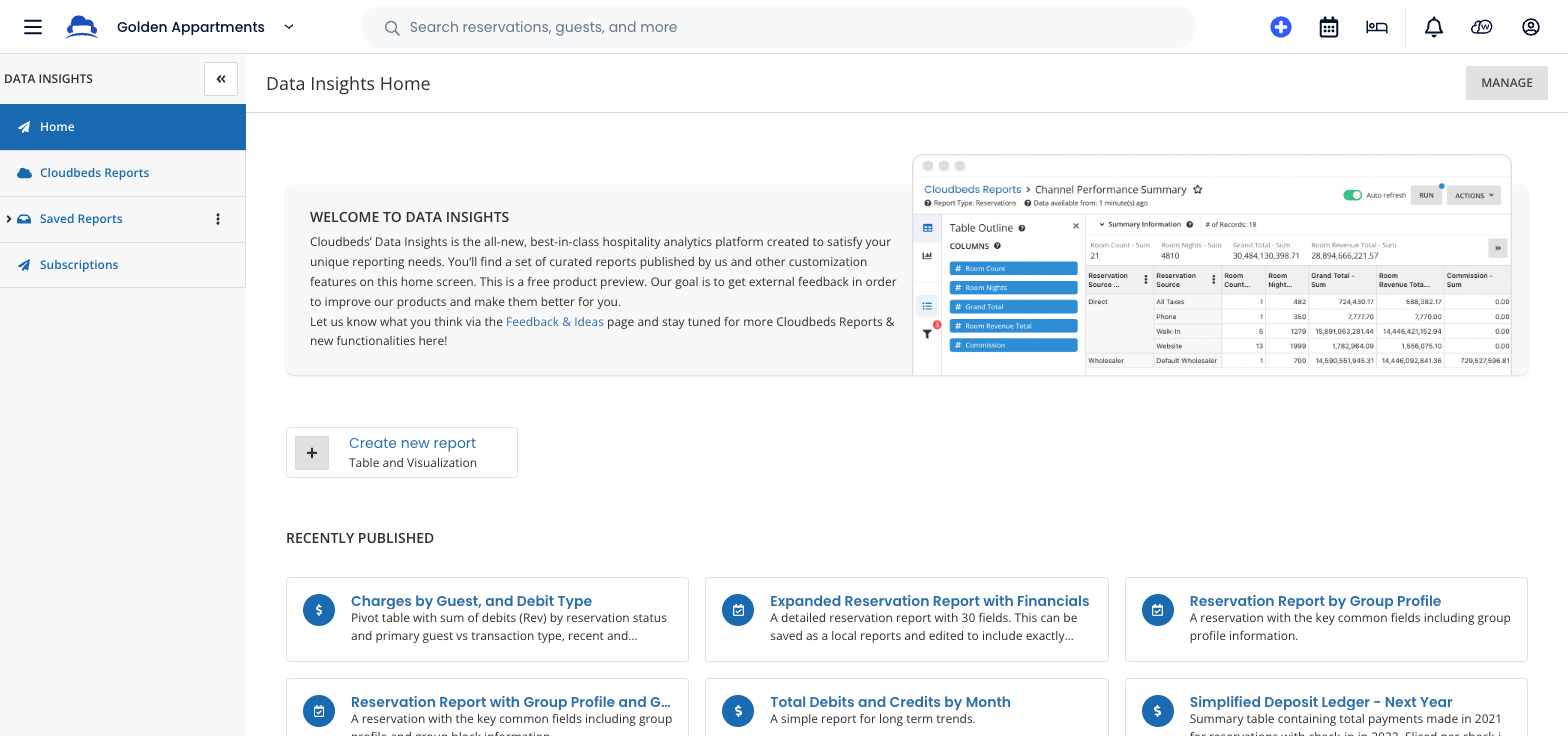 Golden Appartments
Search reservations, guests, and more
DATA INSIGHTS
Home
Cloudbeds Reports
Saved Reports
Subscriptions
Data Insights Home
MANAGE
WELCOME TO DATA INSIGHTS
Cloudbeds’ Data Insights is the all-new, best-in-class hospitality analytics platform created to satisfy your
unique reporting needs. You’ll find a set of curated reports published by us and other customization
features on this home screen. This is a free product preview. Our goal is to get external feedback in order
to improve our products and make them better for you.
Let us know what you think via the Feedback & Ideas page and stay tuned for more Cloudbeds Reports &
new functionalities here!
Cloudbeds Reports > Channel Performance Summary
Report Type: Reservations Data available from: 1 minute(s) ago
Auto refresh RUN ACTIONS
Table Outline
COLUMNS
# Room Count
# Room Nights
# Grand Total
# Room Revenue Total
# Commission
3
Summary Information # of Records: 18
Room Count - Sum Room Nights - Sum Grand Total - Sum Room Revenue Total - Sum
21 4810 30,484,130,398.71 28,894,666,221.57
Reservation Reservation Room Room Grand Total - Room Commission -
Source ... Source Count... Night... Sum Revenue Tota... Sum
Direct All Taxes 1 482 724,430.17 588,382.17 0.00
Phone 1 350 7,777.70 7,770.00 0.00
Walk-In 5 1279 15,891,063,281.44 14,446,421,152.94 0.00
Website 13 1999 1,782,964.09 1,556,075.10 0.00
Wholesaler Default Wholesaler 1 700 14,590,551,945.31 14,446,092,841.36 729,527,596.81
Create new report
Table and Visualization
RECENTLY PUBLISHED
Charges by Guest, and Debit Type
Pivot table with sum of debits (Rev) by reservation status
and primary guest vs transaction type, recent and...
Expanded Reservation Report with Financials
A detailed reservation report with 30 fields. This can be
saved as a local reports and edited to include exactly...
Reservation Report by Group Profile
A reservation with the key common fields including group
profile information.
Reservation Report with Group Profile and G...
A reservation with the key common fields including group
profile and group block information.
Total Debits and Credits by Month
A simple report for long term trends.
Simplified Deposit Ledger - Next Year
Summary table containing total payments made in 2021
for reservations with check-in in 2022. Sliced per check-i